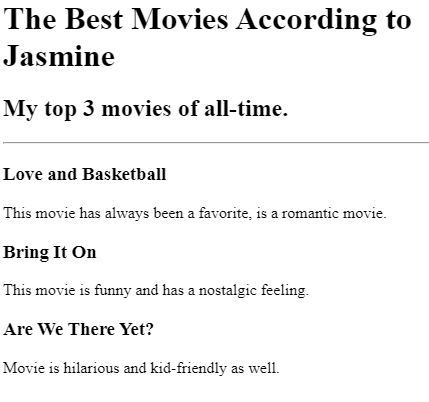 The Best Movies According to
Jasmine
My top 3 movies of all-time.
Love and Basketball
This movie has always been a favorite, is a romantic movie.
Bring It On
This movie is funny and has a nostalgic feeling.
Are We There Yet?
Movie is hilarious and kid-friendly as well.